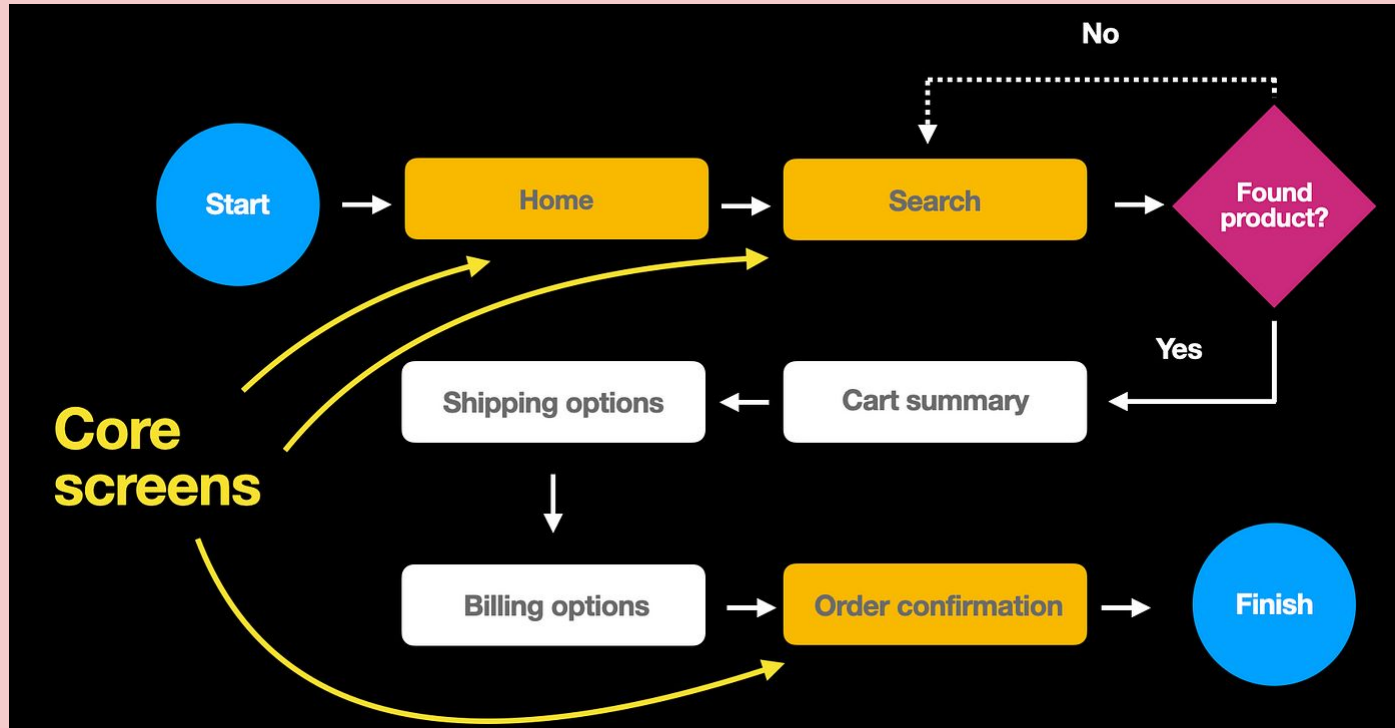 No
Start
Home
Search
Found
product?
Yes
Shipping options
Cart summary
Core
screens
Billing options
Order confirmation
Finish